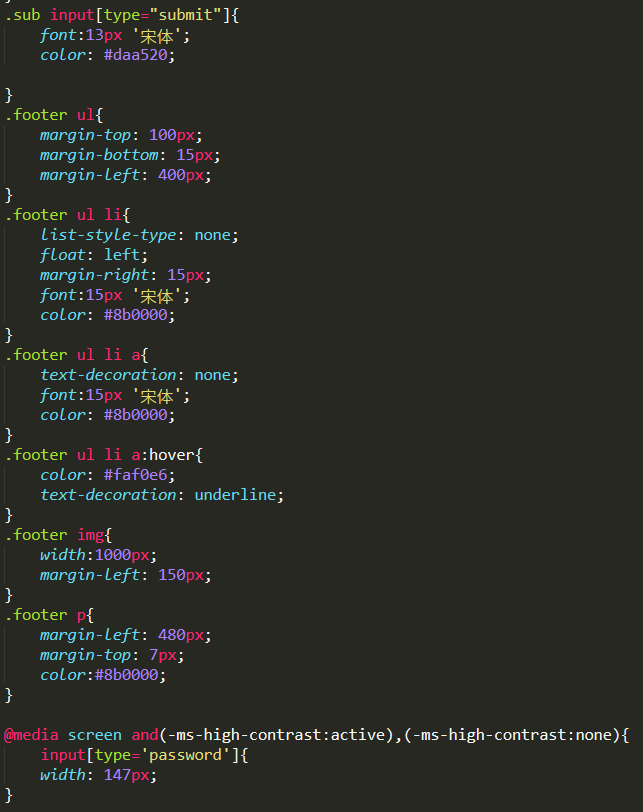 .sub input[type="submit"]{
font:13px '宋体';
color: #daa520;
}
.footer ul{
margin-top: 100px;
margin-bottom: 15px;
margin-left: 400px;
}
.footer ul li{
list-style-type: none;
float: left;
margin-right: 15px;
font:15px '宋体';
color: #8b0000;
}
.footer ul li a{
text-decoration: none;
font:15px '宋体';
color: #8b0000;
}
.footer ul li a:hover{
color: #faf0e6;
text-decoration: underline;
}
.footer img{
width:1000px;
margin-left: 150px;
}
.footer p{
margin-left: 480px;
margin-top: 7px;
color:#8b0000;
}
@media screen and(-ms-high-contrast:active),(-ms-high-contrast:none){
input[type='password']{
width: 147px;
}